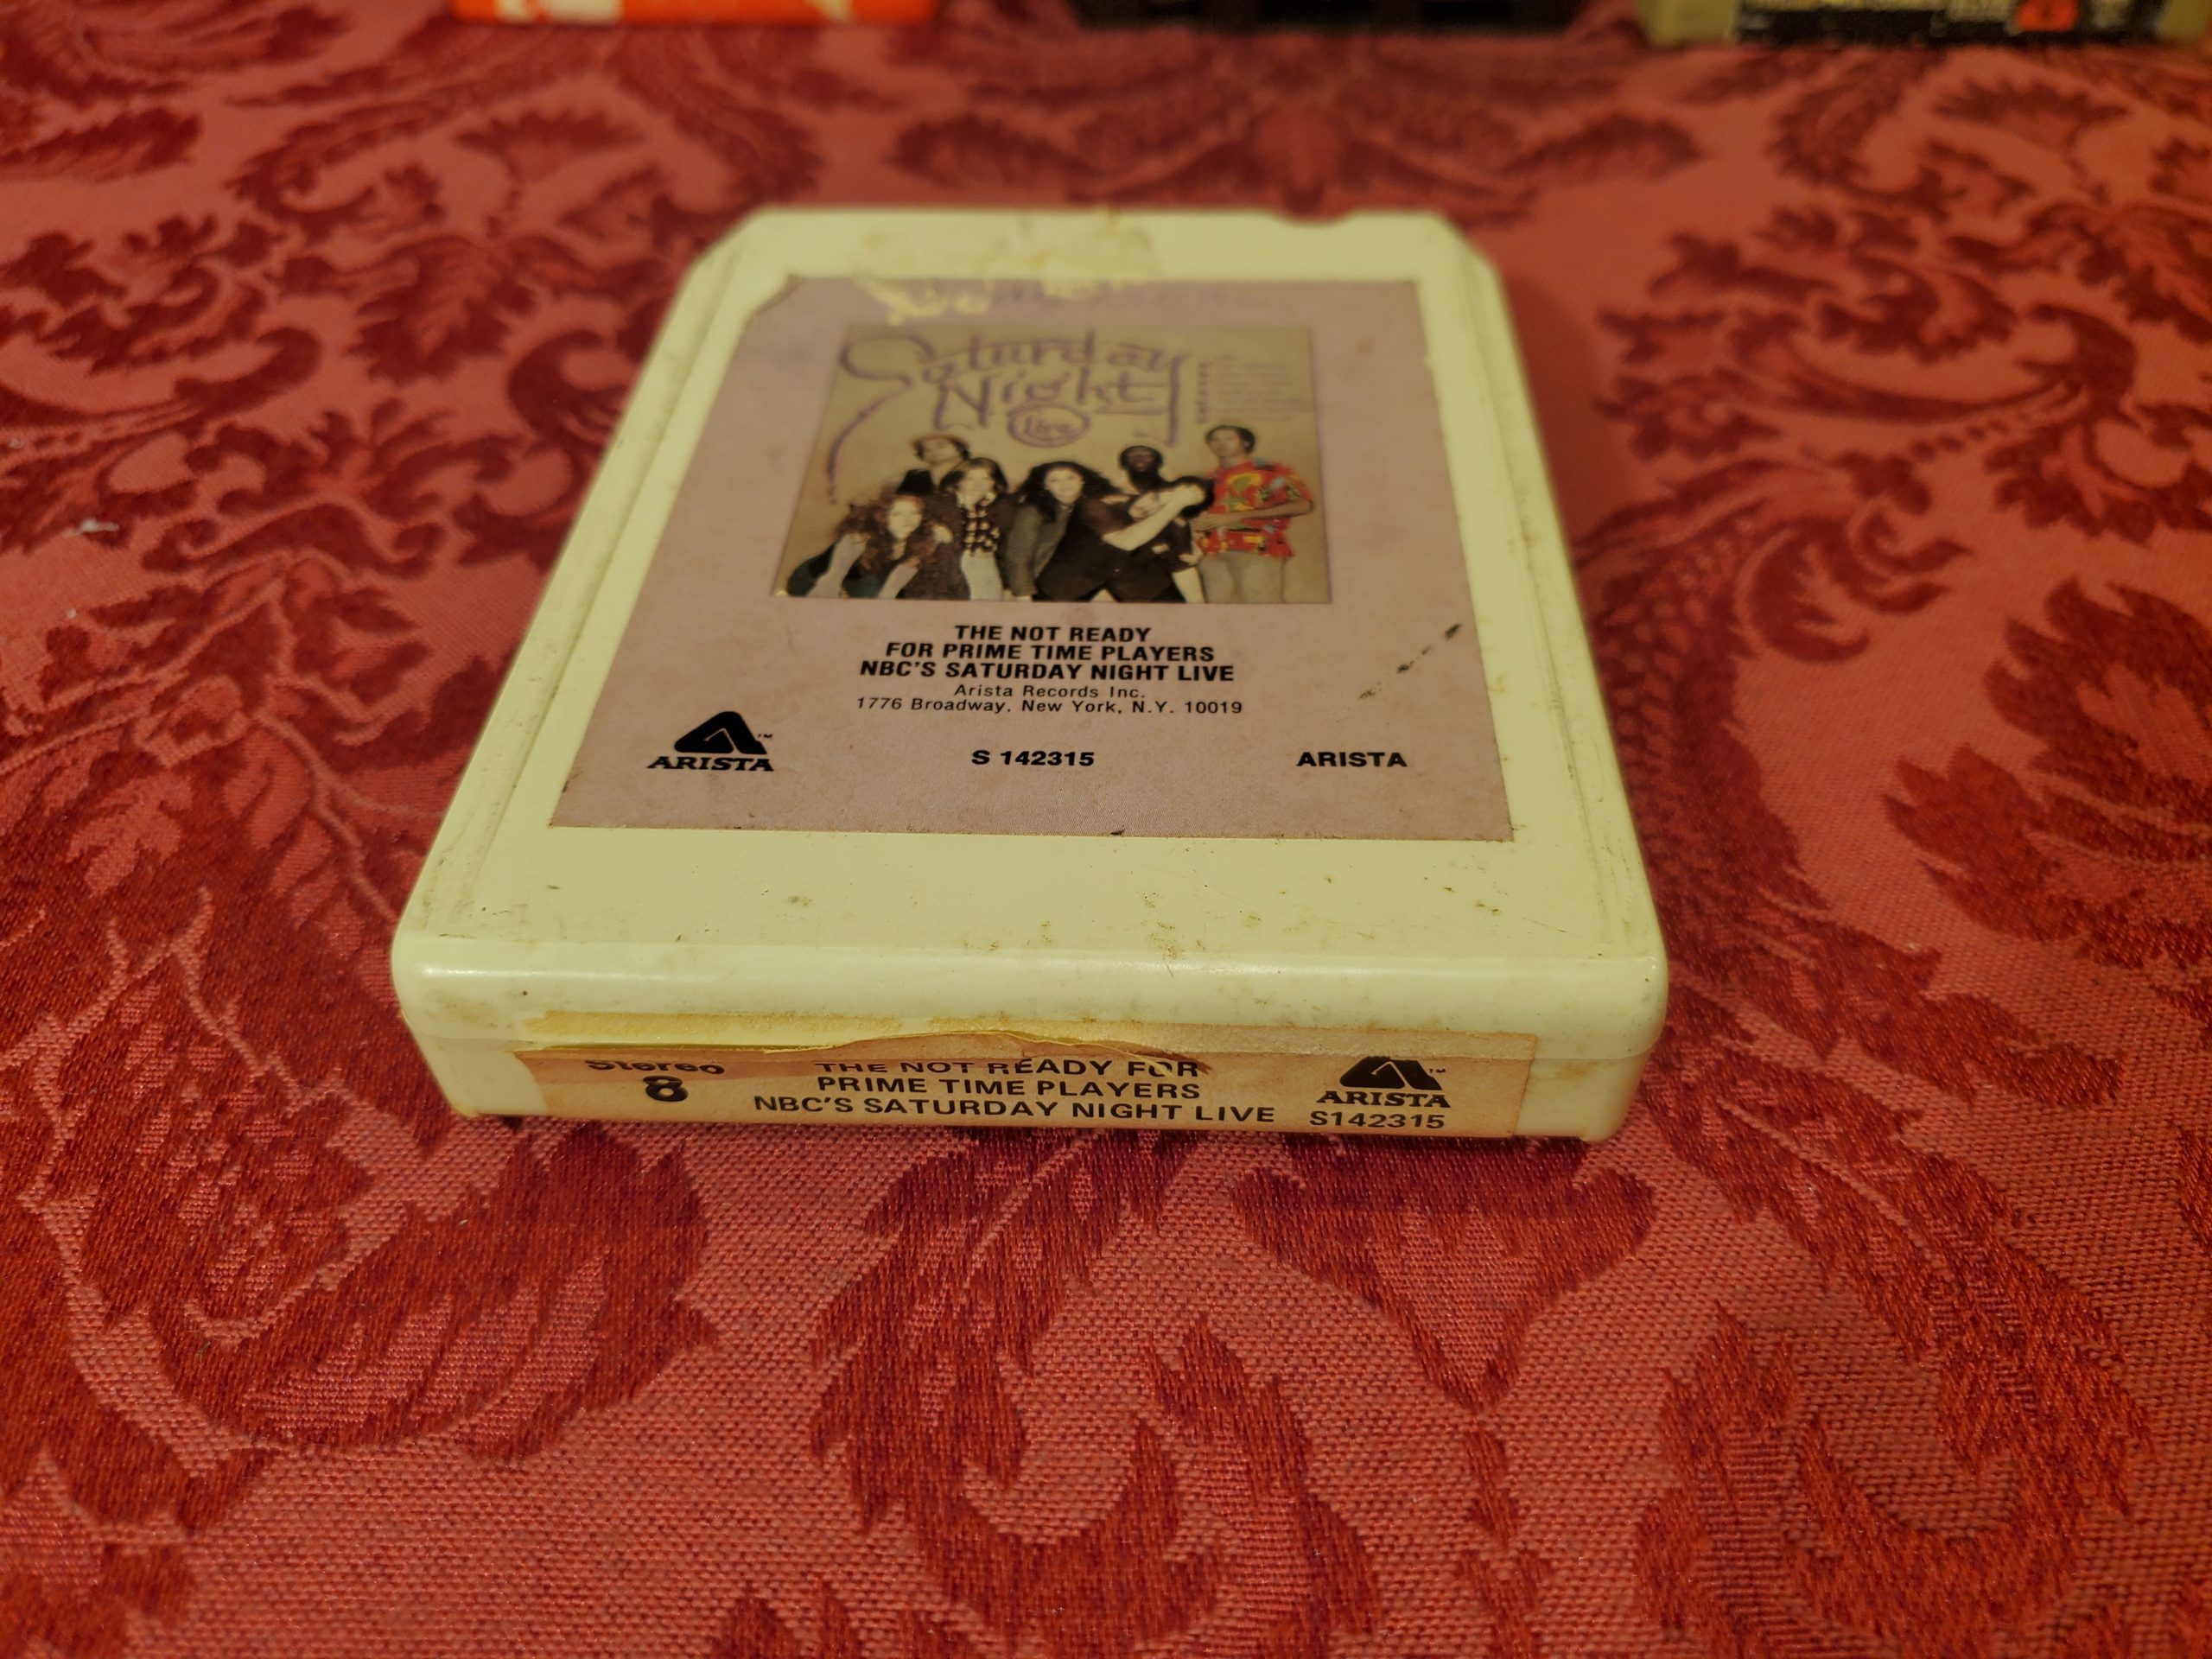 Saturday
Night
Live
THE NOT READY
FOR PRIME TIME PLAYERS
NBC'S SATURDAY NIGHT LIVE
Arista Records Inc.
1776 Broadway, New York, N.Y. 10019
ARISTA™
S 142315
ARISTA
Stereo
8
THE NOT READY FOR
PRIME TIME PLAYERS
NBC'S SATURDAY NIGHT LIVE
ARISTA™
S142315